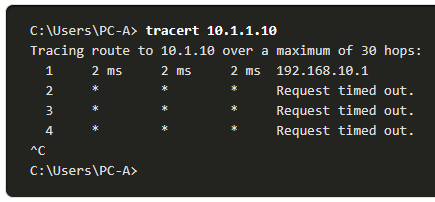 C:\Users\PC-A> tracert 10.1.1.10
Tracing route to 10.1.10 over a maximum of 30 hops:
1 2 ms 2 ms 2 ms 192.168.10.1
2 * * * Request timed out.
3 * * * Request timed out.
4 * * * Request timed out.
^C
C:\Users\PC-A>